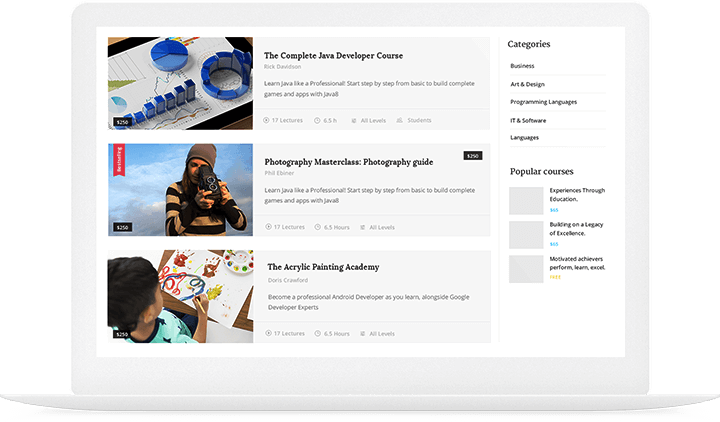 The Complete Java Developer Course
Rick Davidson
Learn Java like a Professional! Start step by step from basic to build complete
games and apps with Java8
17 Lectures 6.5 h All Levels Students
$250
Bestselling
Photography Masterclass: Photography guide
$250
Phil Ebiner
Learn Java like a Professional! Start step by step from basic to build complete
games and apps with Java8
17 Lectures 6.5 Hours All Levels
$250
The Acrylic Painting Academy
Doris Crawford
Become a professional Android Developer as you learn, alongside Google
Developer Experts
17 Lectures 6.5 Hours All Levels
$250
Categories
Business
Art & Design
Programming Languages
IT & Software
Languages
Popular courses
Experiences Through
Education.
$65
Building on a Legacy
of Excellence.
$65
Motivated achievers
perform, learn, excel.
FREE